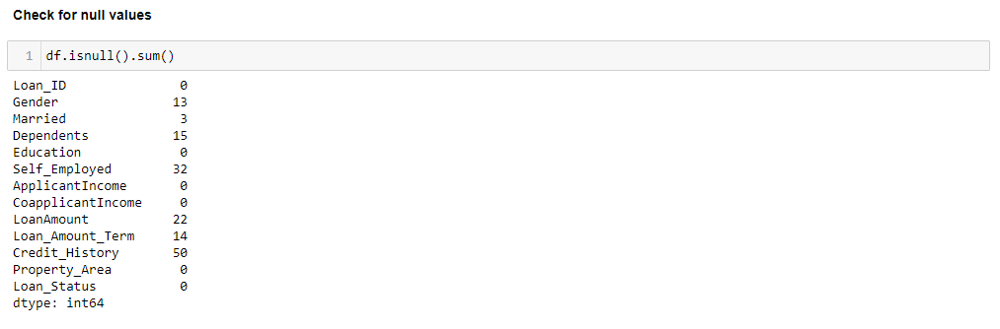 Check for null values
1 df.isnull().sum()
Loan_ID 0
Gender 13
Married 3
Dependents 15
Education 0
Self_Employed 32
ApplicantIncome 0
CoapplicantIncome 0
LoanAmount 22
Loan_Amount_Term 14
Credit_History 50
Property_Area 0
Loan_Status 0
dtype: int64